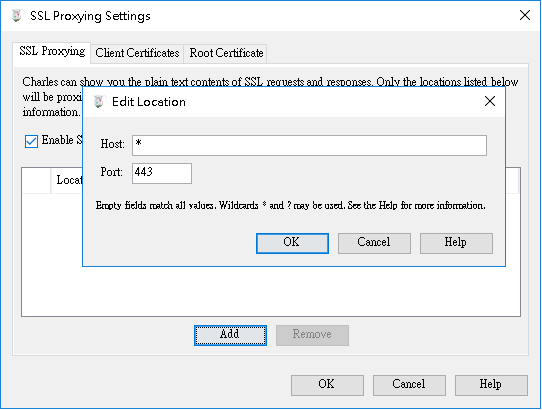 SSL Proxying Settings
SSL Proxying Client Certificates Root Certificate
Charles can show you the plain text contents of SSL requests and responses. Only the locations listed below
will be proxi
information.
Edit Location
Enable S
Host: *
Port: 443
Locat
Empty fields match all values. Wildcards * and ? may be used. See the Help for more information.
OK Cancel Help
Add Remove
OK Cancel Help